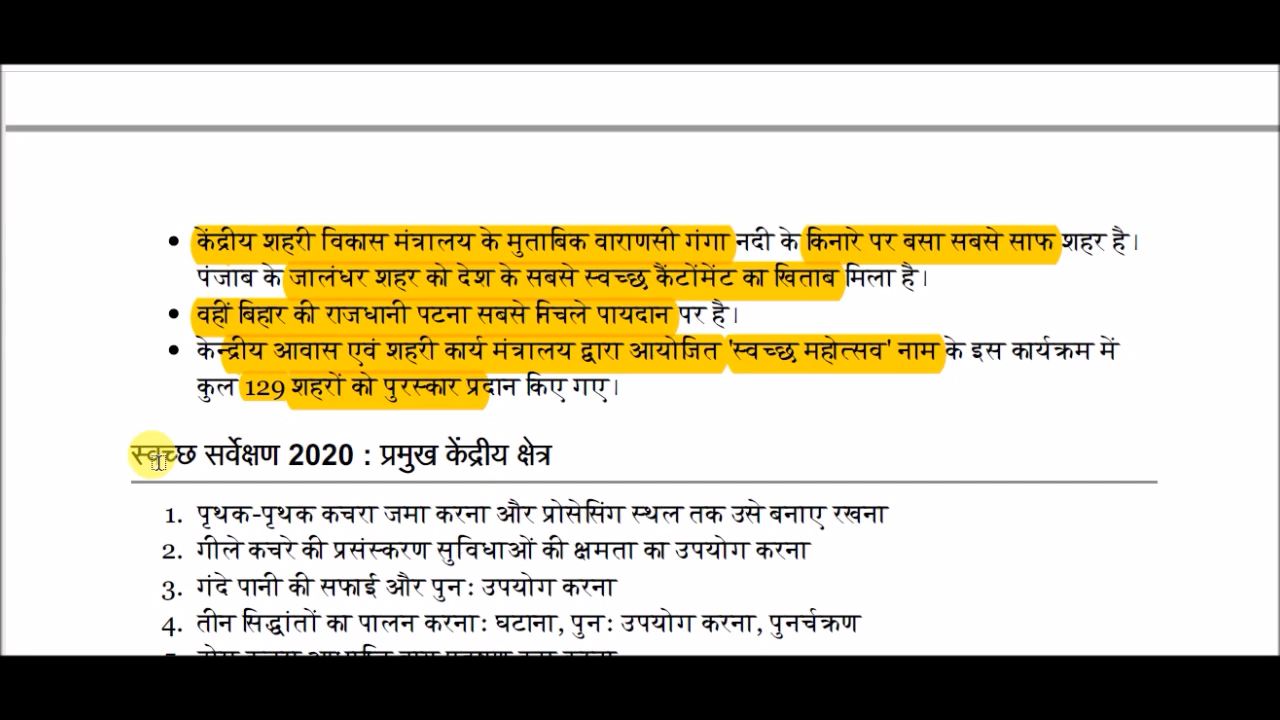 • केंद्रीय शहरी विकास मंत्रालय के मुताबिक वाराणसी गंगा नदी के किनारे पर बसा सबसे साफ शहर है।
पंजाब के जालंधर शहर को देश के सबसे स्वच्छ कैंटोंमेंट का खिताब मिला है।
• वहीं बिहार की राजधानी पटना सबसे निचले पायदान पर है।
• केन्द्रीय आवास एवं शहरी कार्य मंत्रालय द्वारा आयोजित 'स्वच्छ महोत्सव' नाम के इस कार्यक्रम में
कुल 129 शहरों को पुरस्कार प्रदान किए गए।
स्वच्छ सर्वेक्षण 2020 : प्रमुख केंद्रीय क्षेत्र
1. पृथक-पृथक कचरा जमा करना और प्रोसेसिंग स्थल तक उसे बनाए रखना
2. गीले कचरे की प्रसंस्करण सुविधाओं की क्षमता का उपयोग करना
3. गंदे पानी की सफाई और पुनः उपयोग करना
4. तीन सिद्धांतों का पालन करनाः घटाना, पुनः उपयोग करना, पुनर्चक्रण